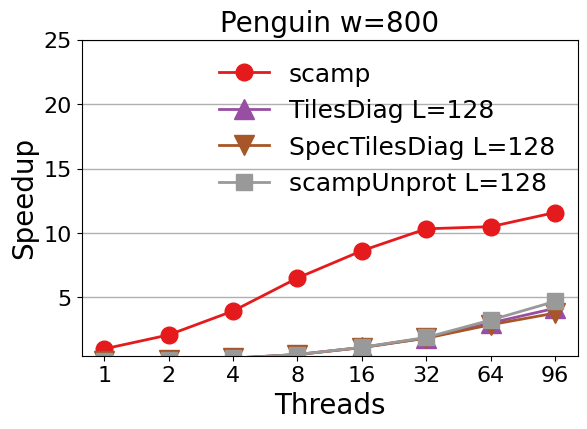 Penguin w=800
25
20
15
10
5
Speedup
scamp
TilesDiag L=128
SpecTilesDiag L=128
scampUnprot L=128
1 2 4 8 16 32 64 96
Threads